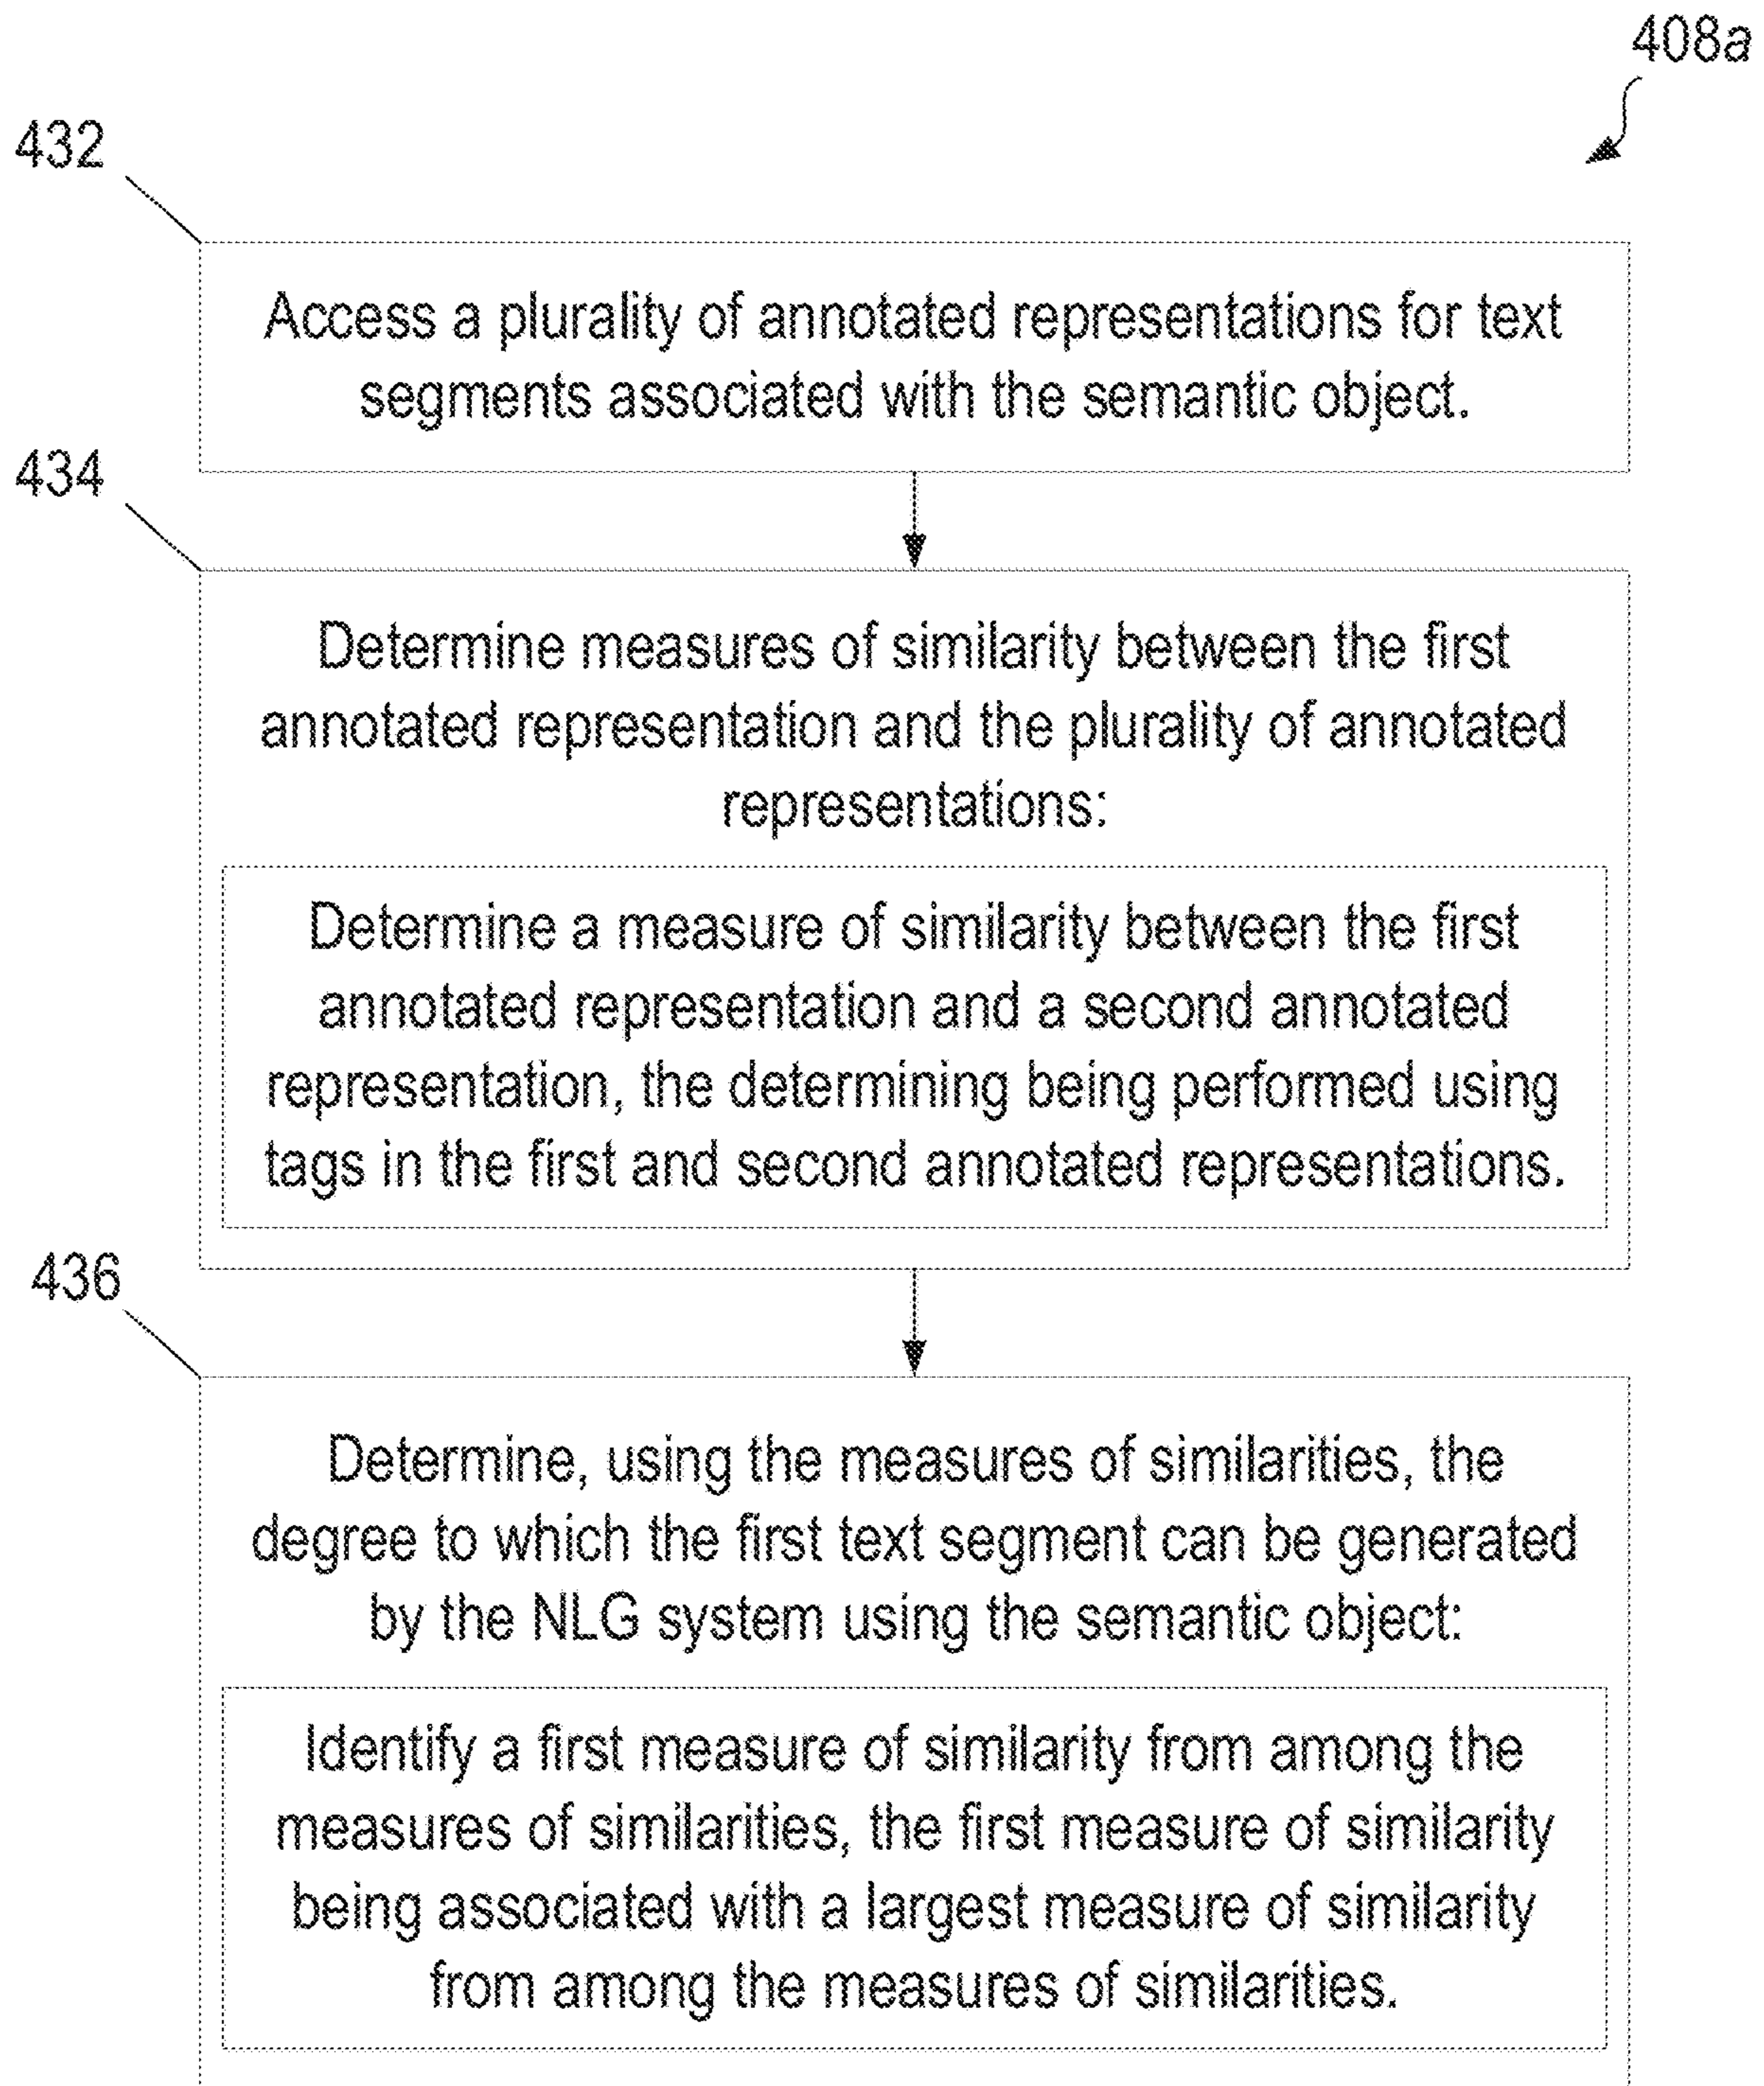 408a
432
Access a plurality of annotated representations for text
segments associated with the semantic object.
434
Determine measures of similarity between the first
annotated representation and the plurality of annotated
representations:
Determine a measure of similarity between the first
annotated representation and a second annotated
representation, the determining being performed using
tags in the first and second annotated representations.
436
Determine, using the measures of similarities, the
degree to which the first text segment can be generated
by the NLG system using the semantic object:
Identify a first measure of similarity from among the
measures of similarities, the first measure of similarity
being associated with a largest measure of similarity
from among the measures of similarities.